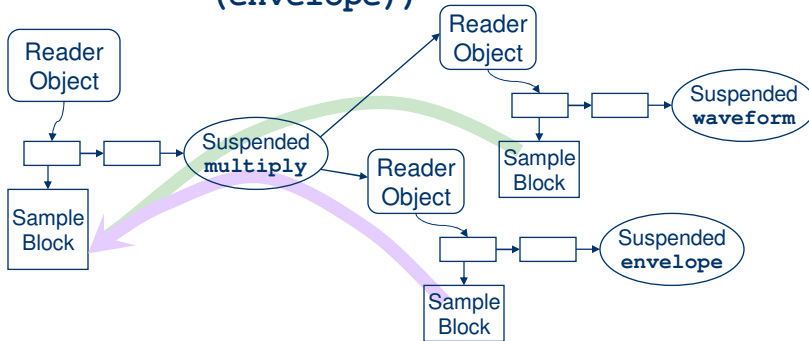 (envelope))
Reader
Object
Reader
Object
Suspended
waveform
Suspended
multiply
Sample
Block
Reader
Object
Sample
Block
Suspended
envelope
Sample
Block